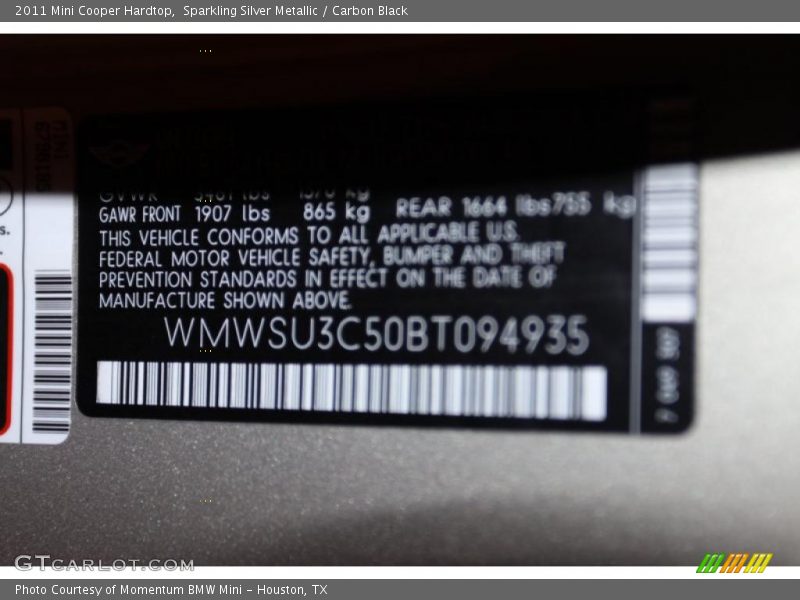 2011 Mini Cooper Hardtop,  Sparkling Silver Metallic / Carbon Black
GAWR FRONT 1907 lbs 865 kg REAR 1664 lbs 755 kg
THIS VEHICLE CONFORMS TO ALL APPLICABLE U.S.
FEDERAL MOTOR VEHICLE SAFETY, BUMPER AND THEFT
PREVENTION STANDARDS IN EFFECT ON THE DATE OF
MANUFACTURE SHOWN ABOVE.
WMWSU3C50BT094935
GTCARLOT.COM
Photo Courtesy of Momentum BMW Mini - Houston, TX